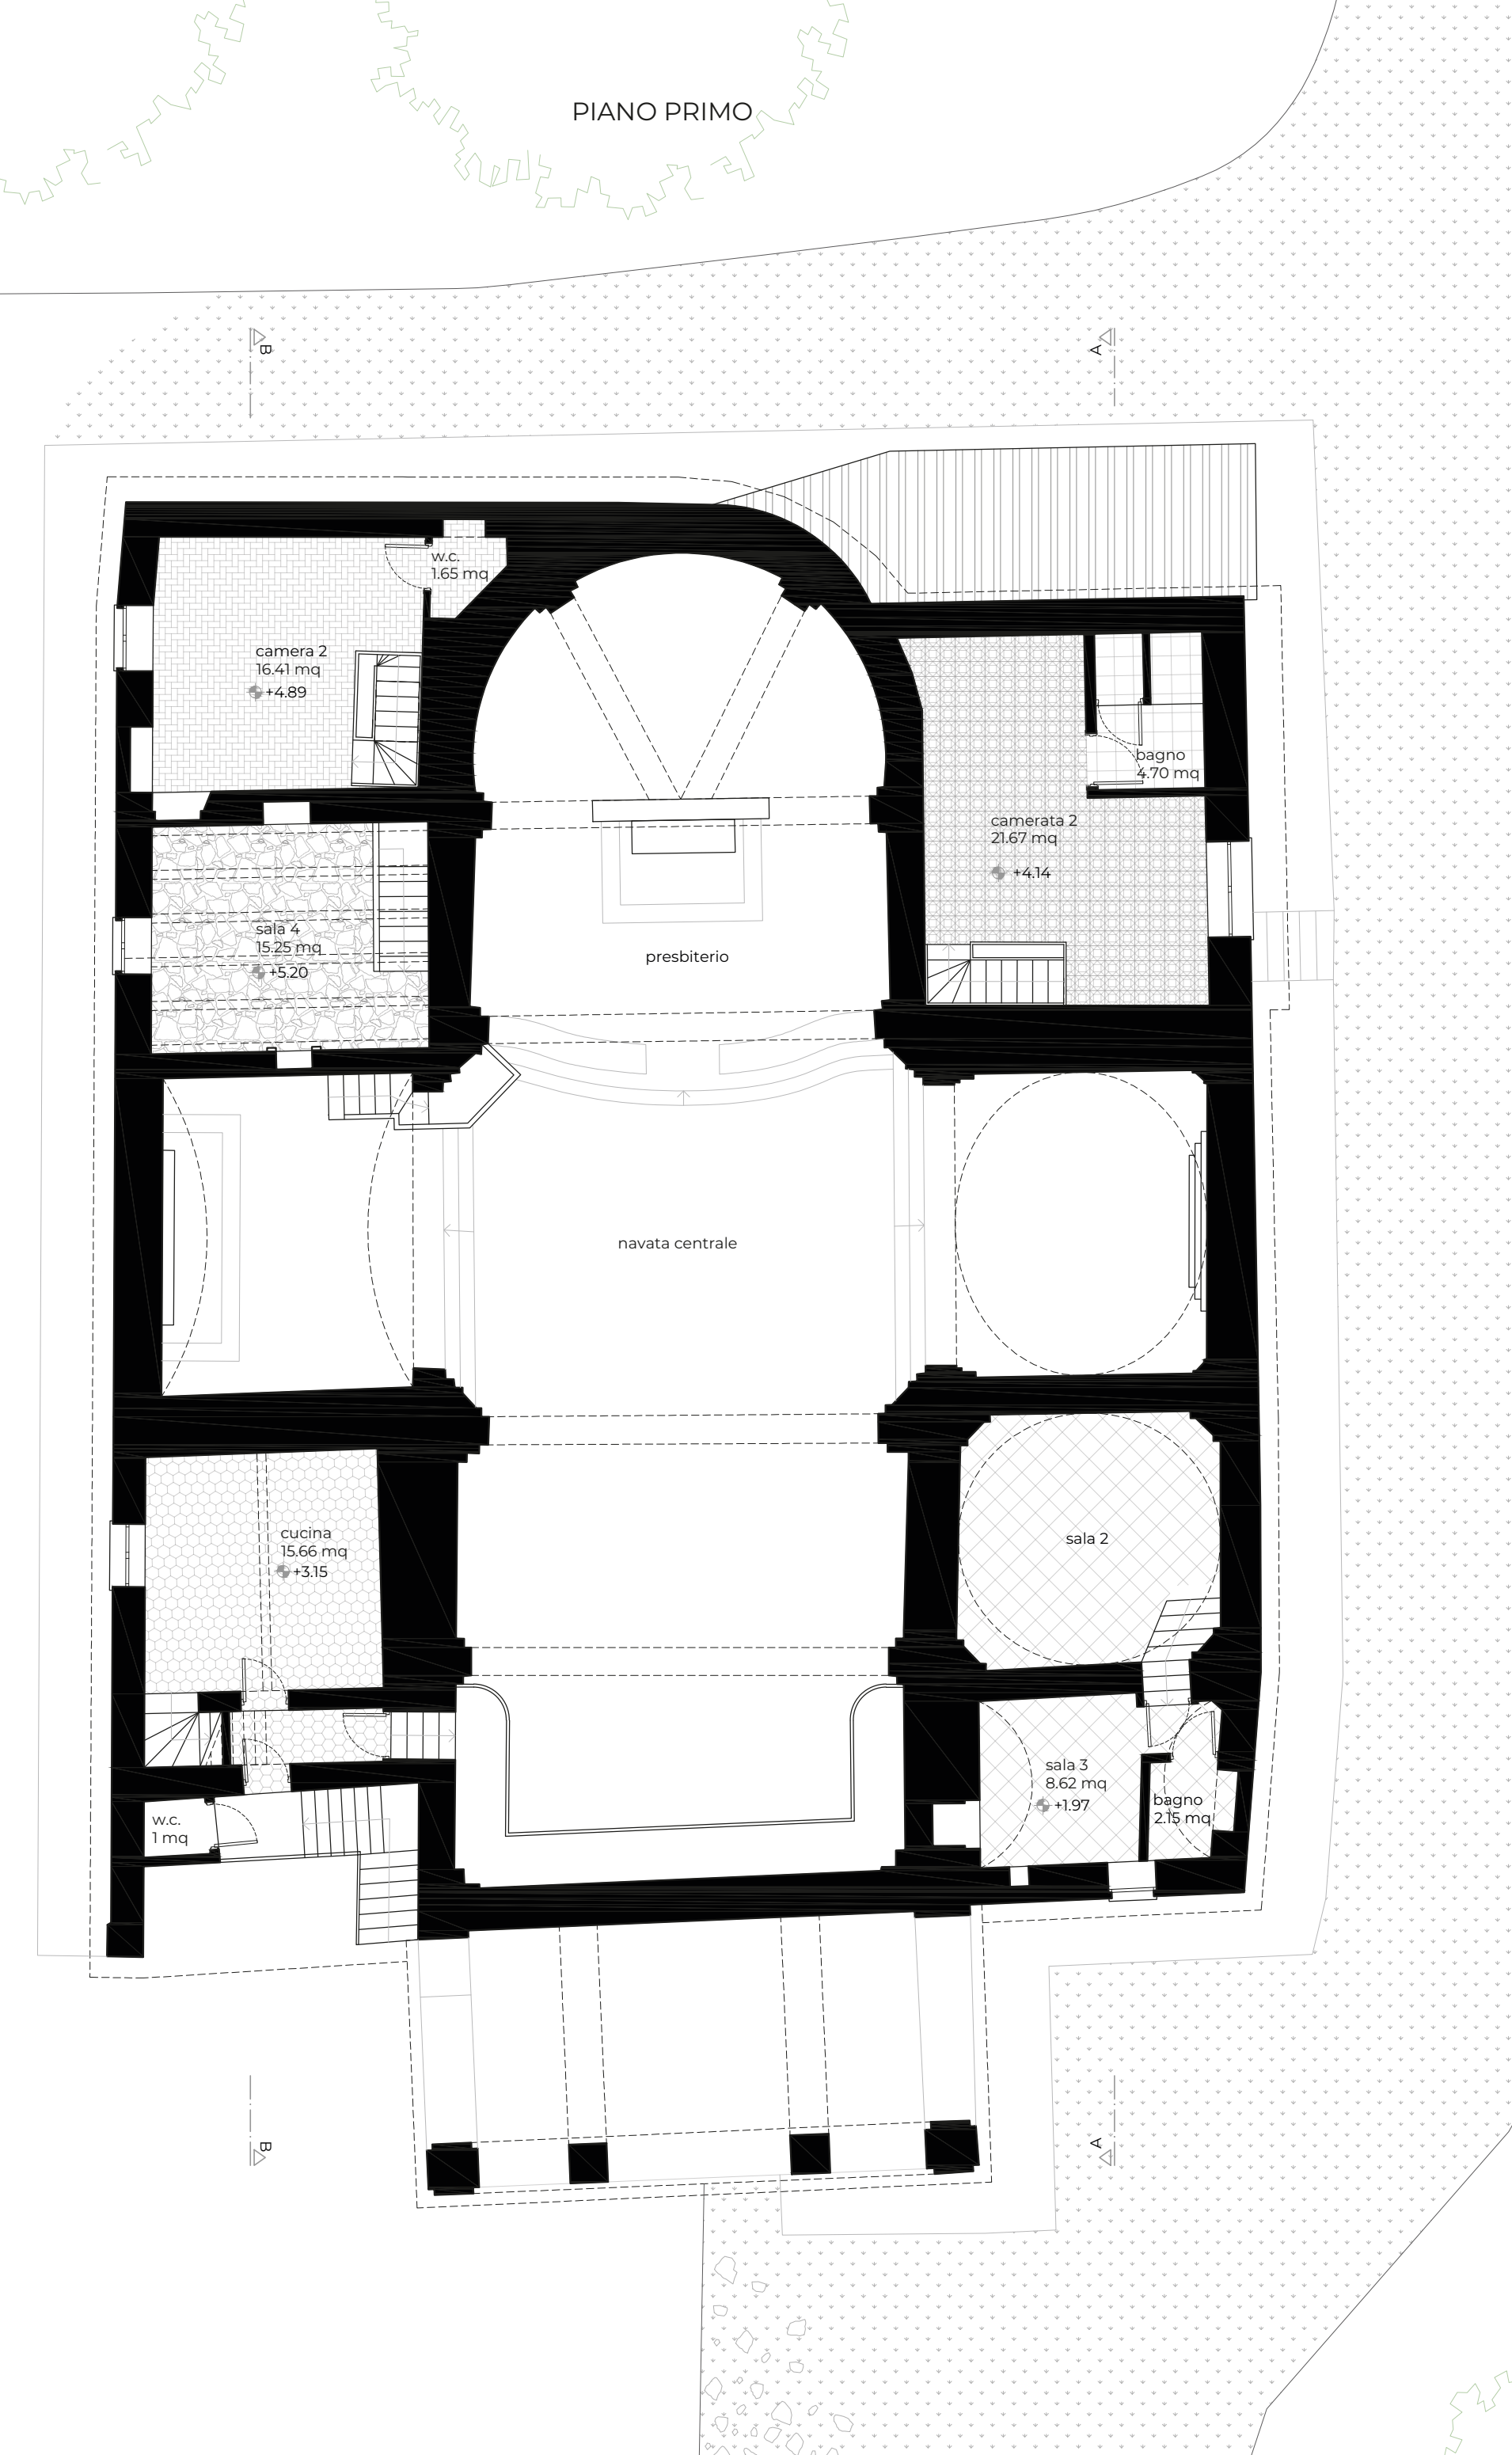 PIANO PRIMO
B
A
w.c.
1.65 mq
camera 2
16.41 mq
+4.89
bagno
4.70 mq
camerata 2
21.67 mq
+4.14
sala 4
15.25 mq
+5.20
presbiterio
navata centrale
cucina
15.66 mq
+3.15
sala 2
sala 3
8.62 mq
+1.97
bagno
2.15 mq
w.c.
1 mq
B
A